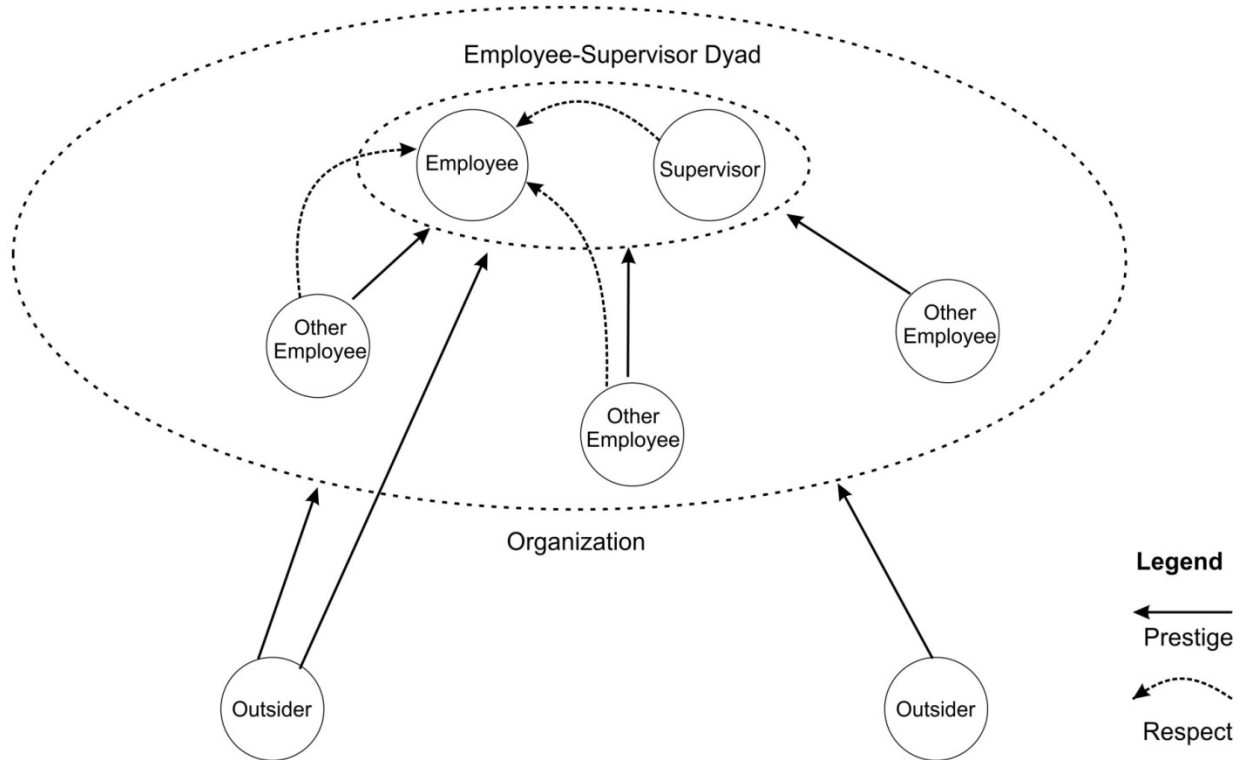 Employee-Supervisor Dyad
Employee
Supervisor
Other
Employee
Other
Employee
Other
Employee
Organization
Outsider
Outsider
Legend
Prestige
Respect